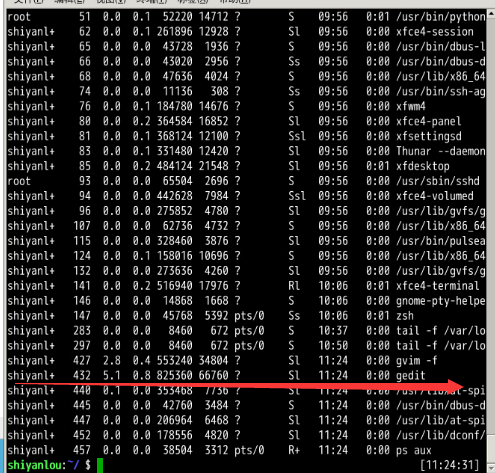 root 51 0.0 0.1 52220 14712 ? S 09:56 0:01 /usr/bin/python
shiyanl+ 62 0.0 0.1 261896 12928 ? Sl 09:56 0:00 xfce4-session
shiyanl+ 65 0.0 0.0 43728 1936 ? S 09:56 0:00 /usr/bin/dbus-l
shiyanl+ 66 0.0 0.0 43020 2956 ? Ss 09:56 0:00 /usr/bin/dbus-d
shiyanl+ 68 0.0 0.0 47636 4024 ? S 09:56 0:00 /usr/lib/x86_64
shiyanl+ 74 0.0 0.0 11136 308 ? Ss 09:56 0:00 /usr/bin/ssh-ag
shiyanl+ 76 0.0 0.1 184780 14676 ? S 09:56 0:00 xfwm4
shiyanl+ 80 0.0 0.2 364584 16852 ? Sl 09:56 0:00 xfce4-panel
shiyanl+ 81 0.0 0.1 368124 12100 ? Ssl 09:56 0:00 xfsettingsd
shiyanl+ 83 0.0 0.1 331480 12420 ? Sl 09:56 0:00 Thunar --daemon
shiyanl+ 85 0.0 0.2 484124 21548 ? Sl 09:56 0:01 xfdesktop
root 93 0.0 0.0 65504 2696 ? S 09:56 0:00 /usr/sbin/sshd
shiyanl+ 94 0.0 0.0 442628 7984 ? Ssl 09:56 0:00 xfce4-volumed
shiyanl+ 96 0.0 0.0 275852 4780 ? Sl 09:56 0:00 /usr/lib/gvfs/g
shiyanl+ 107 0.0 0.0 62736 4732 ? S 09:56 0:00 /usr/lib/x86_64
shiyanl+ 115 0.0 0.0 328460 3876 ? Sl 09:56 0:00 /usr/bin/pulsea
shiyanl+ 124 0.0 0.1 158016 10696 ? S 09:56 0:00 /usr/lib/x86_64
shiyanl+ 132 0.0 0.0 273636 4260 ? Sl 09:56 0:00 /usr/lib/gvfs/g
shiyanl+ 141 0.0 0.2 516940 17976 ? Rl 10:06 0:01 xfce4-terminal
shiyanl+ 146 0.0 0.0 14868 1668 ? S 10:06 0:00 gnome-pty-helpe
shiyanl+ 147 0.0 0.0 45768 5392 pts/0 Ss 10:06 0:01 zsh
shiyanl+ 283 0.0 0.0 8460 672 pts/0 S 10:37 0:00 tail -f /var/lo
shiyanl+ 297 0.0 0.0 8460 672 pts/0 S 10:50 0:00 tail -f /var/lo
shiyanl+ 427 2.8 0.4 553240 34804 ? Sl 11:24 0:00 gvim -f
shiyanl+ 432 5.1 0.8 825360 66760 ? Sl 11:24 0:00 gedit
shiyanl+ 440 0.1 0.0 353468 7736 ? Sl 11:24 0:00 /usr/lib/at-spi
shiyanl+ 445 0.0 0.0 42760 3484 ? S 11:24 0:00 /usr/bin/dbus-d
shiyanl+ 447 0.0 0.0 206964 6468 ? Sl 11:24 0:00 /usr/lib/at-spi
shiyanl+ 452 0.0 0.0 178556 4820 ? Sl 11:24 0:00 /usr/lib/dconf/
shiyanl+ 457 0.0 0.0 38504 3312 pts/0 R+ 11:24 0:00 ps aux
shiyanlou:~/ $ [11:24:31]